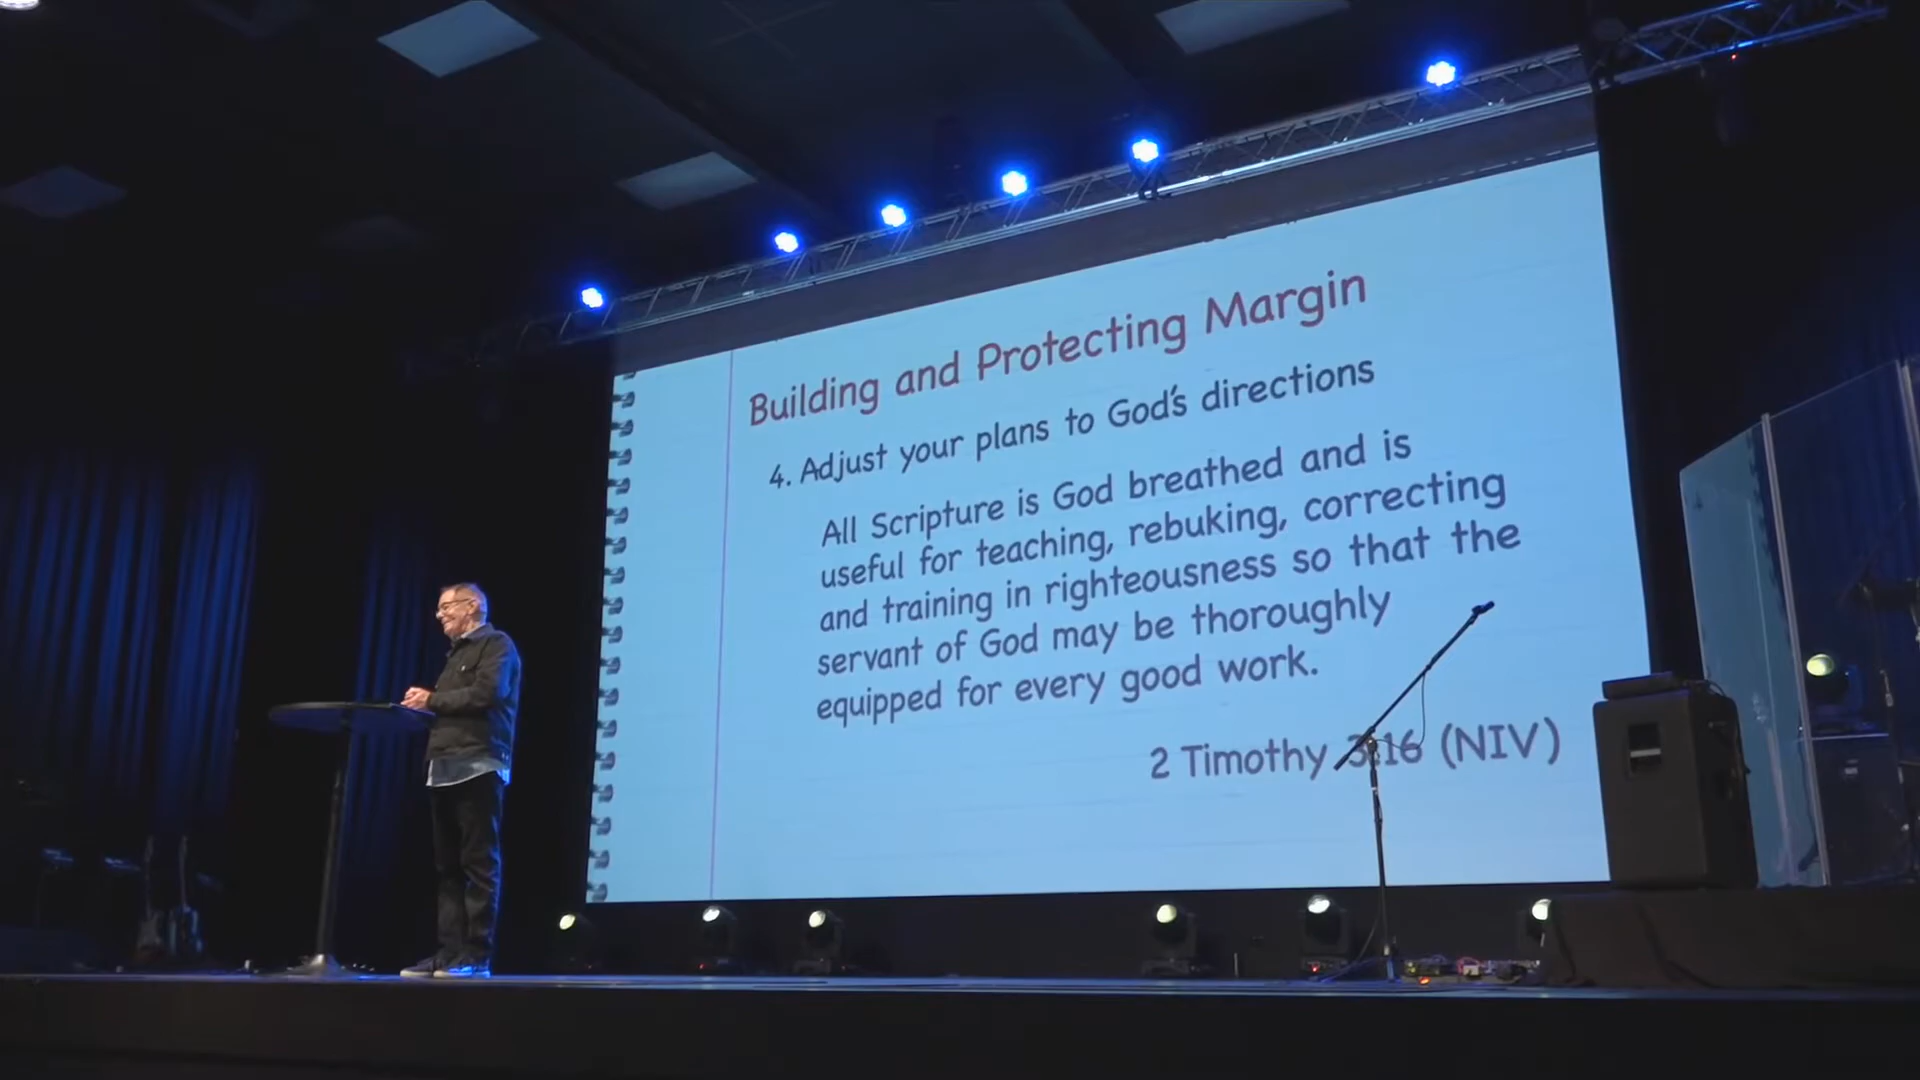 Building and Protecting Margin
4. Adjust your plans to God's directions
All Scripture is God breathed and is
useful for teaching, rebuking, correcting
and training in righteousness so that the
servant of God may be thoroughly
equipped for every good work.
2 Timothy 3:16 (NIV)